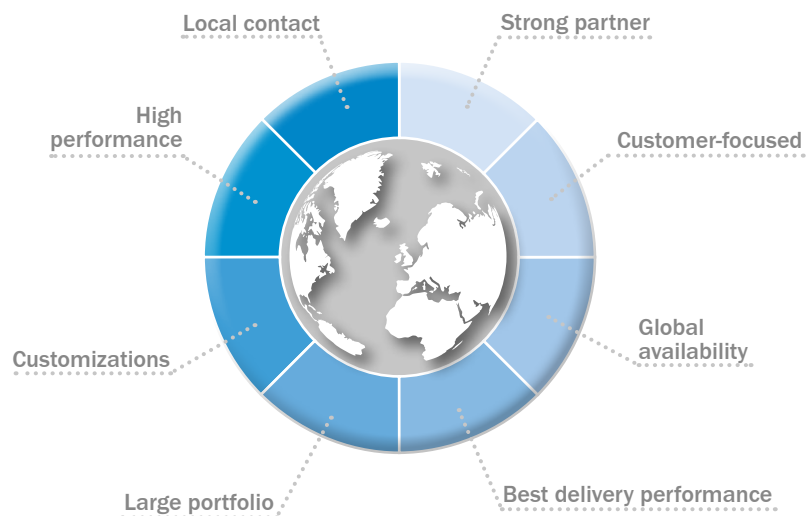 Local contact
Strong partner
High
performance
Customer-focused
Global
availability
Customizations
Best delivery performance
Large portfolio